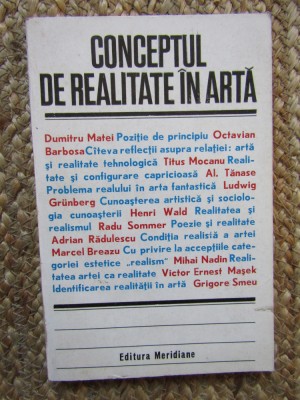 CONCEPTUL
DE REALITATE ÎN ARTĂ
Dumitru Matei Poziție de principiu Octavian
Barbosa Cîteva reflecții asupra relației: artă
și realitate tehnologică Titus Mocanu Reali-
tate și configurare capricioasă Al. Tănase
Problema realului în arta fantastică Ludwig
Grünberg Cunoașterea artistică și sociolo-
gia cunoașterii Henri Wald Realitatea și
realismul Radu Sommer Poezie și realitate
Adrian Rădulescu Condiția realistă a artei
Marcel Breazu Cu privire la accepțiile cate-
goriei estetice „realism" Mihai Nadin Reali-
tatea artei ca realitate Victor Ernest Mașek
Identificarea realității în artă Grigore Smeu
Editura Meridiane